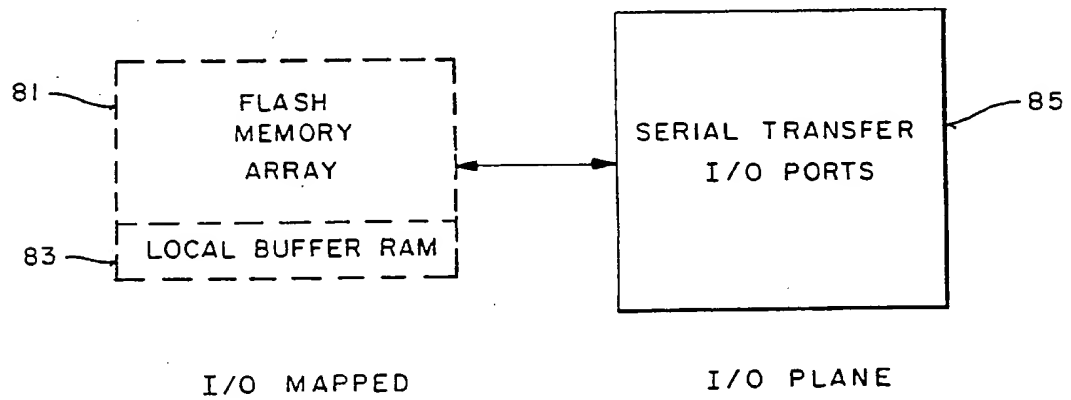 81
FLASH
MEMORY
ARRAY
83
LOCAL BUFFER RAM
SERIAL TRANSFER
I/O PORTS
85
I/O MAPPED
I/O PLANE